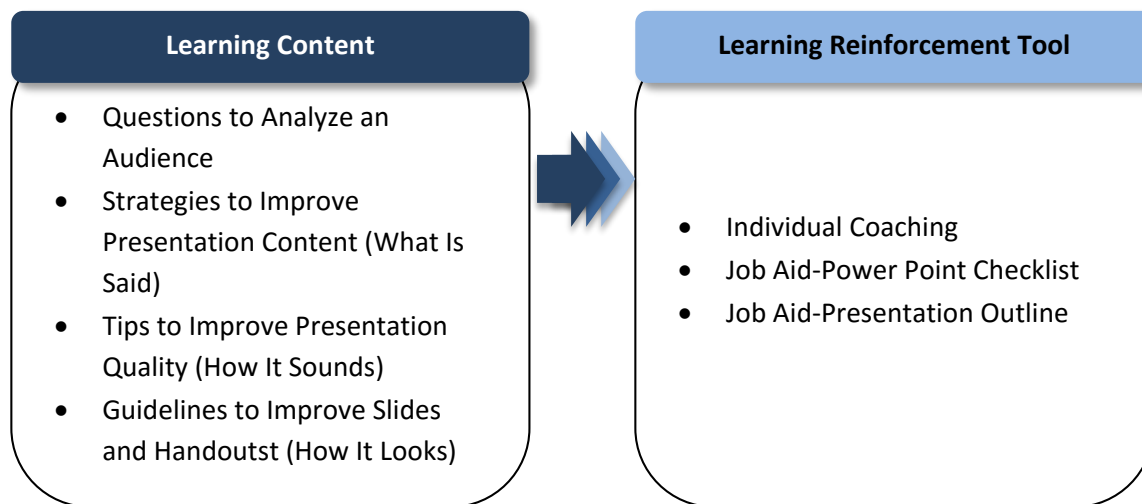 Learning Content
• Questions to Analyze an
Audience
• Strategies to Improve
Presentation Content (What Is
Said)
• Tips to Improve Presentation
Quality (How It Sounds)
• Guidelines to Improve Slides
and Handoutst (How It Looks)
Learning Reinforcement Tool
• Individual Coaching
• Job Aid-Power Point Checklist
• Job Aid-Presentation Outline